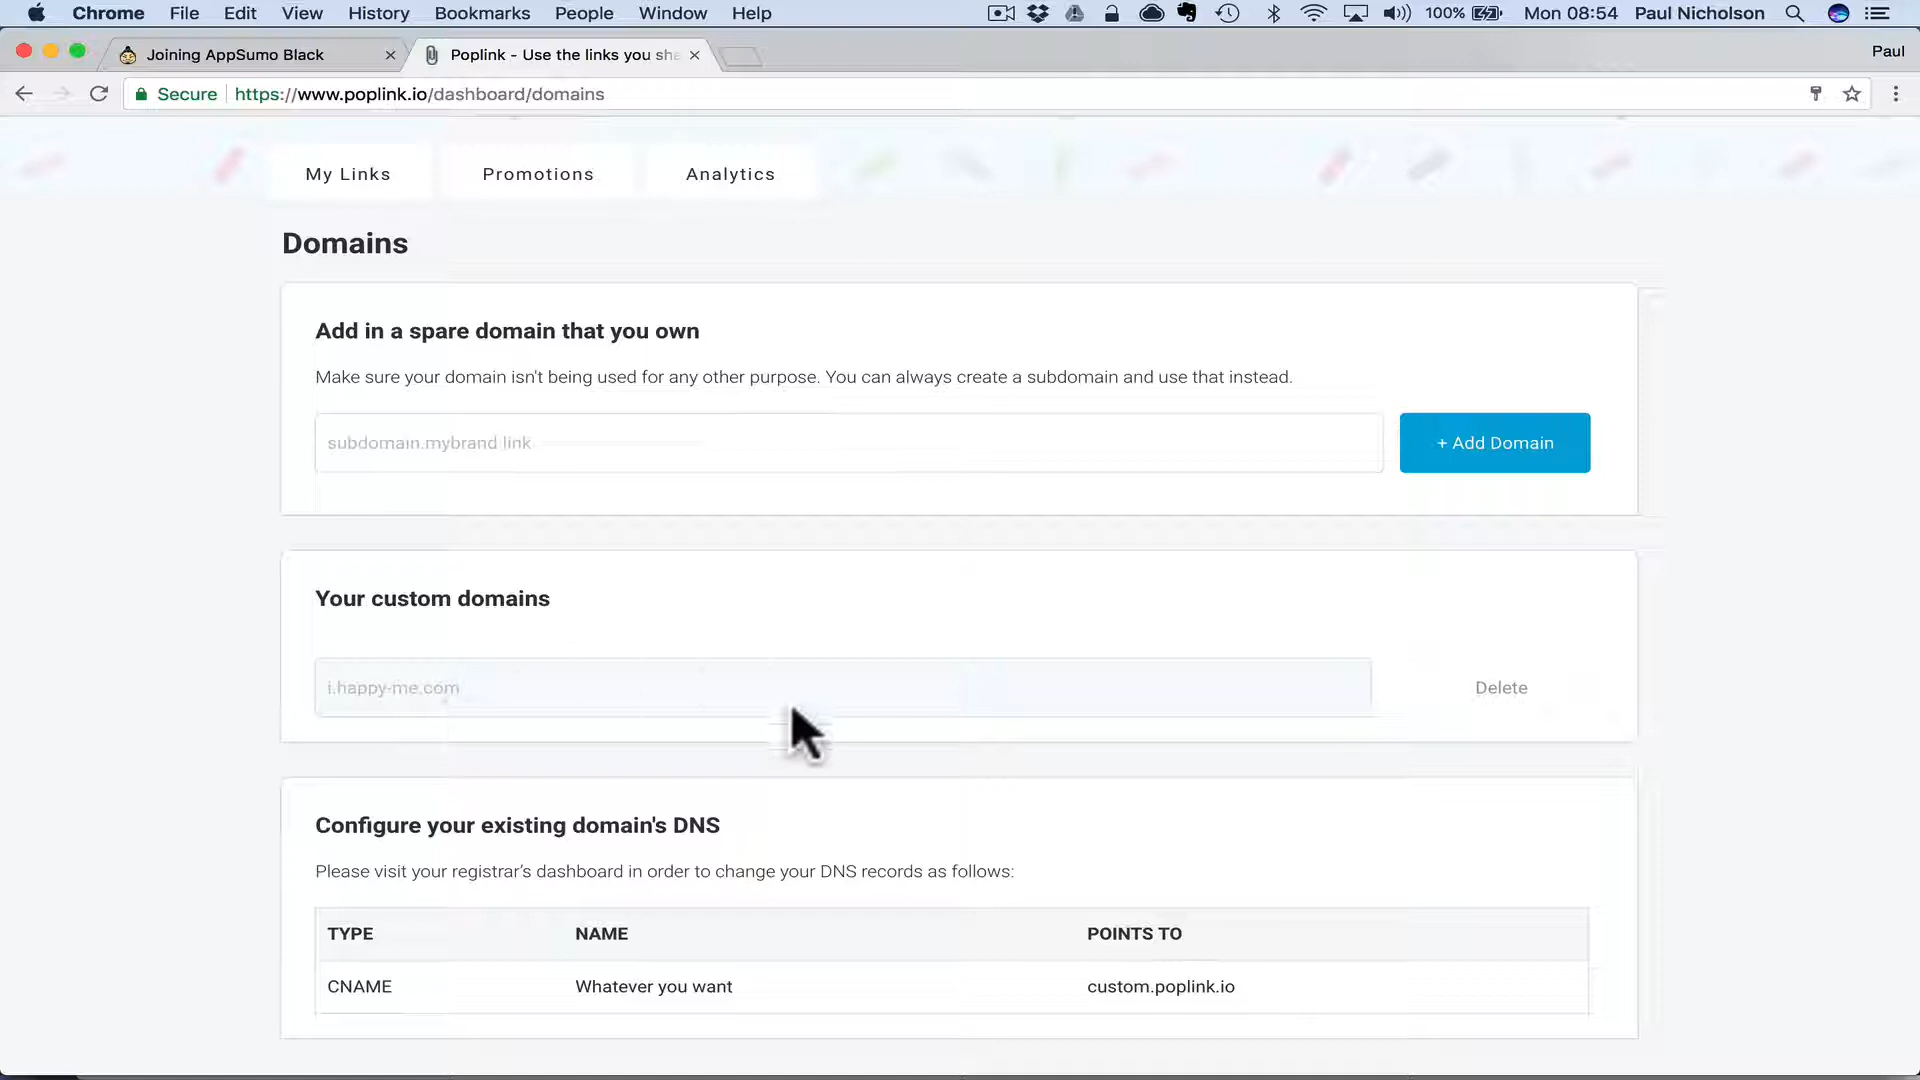 Chrome File Edit View History Bookmarks People Window Help 100% Mon 08:54 Paul Nicholson
Joining AppSumo Black Poplink - Use the links you sha Paul
Secure https://www.poplink.io/dashboard/domains
My Links Promotions Analytics
Domains
Add in a spare domain that you own
Make sure your domain isn't being used for any other purpose. You can always create a subdomain and use that instead.
subdomain.mybrand.link + Add Domain
Your custom domains
i.happy-me.com Delete
Configure your existing domain's DNS
Please visit your registrar's dashboard in order to change your DNS records as follows:
TYPE NAME POINTS TO
CNAME Whatever you want custom.poplink.io